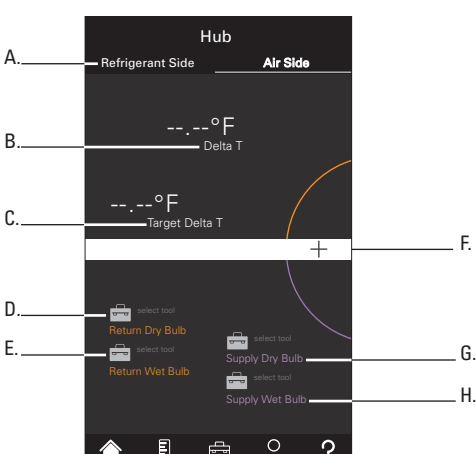 Hub
A.
Refrigerant Side
Air Side
B.
--.--°F
Delta T
C.
--.--°F
Target Delta T
+
F.
D.
select tool
Return Dry Bulb
E.
select tool
Return Wet Bulb
select tool
Supply Dry Bulb
G.
select tool
Supply Wet Bulb
H.
?